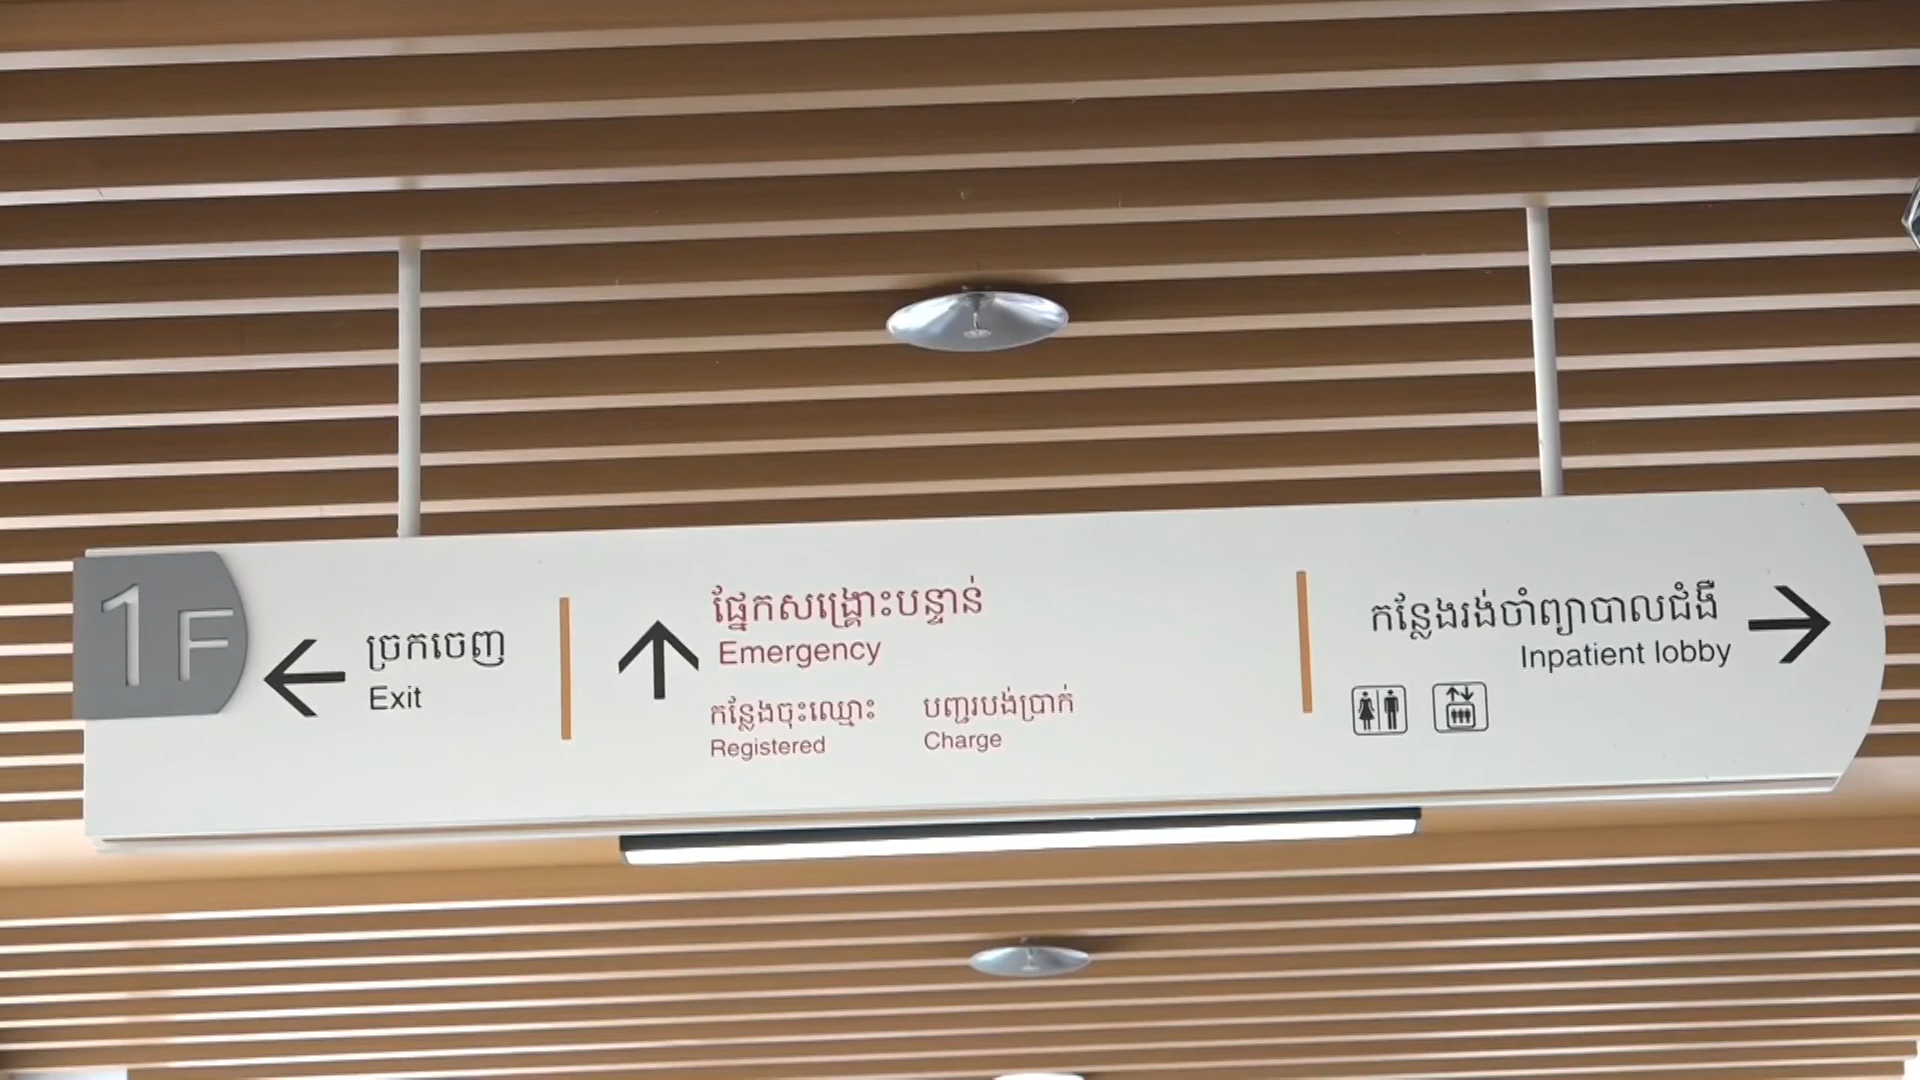 1F
ច្រកចេញ
Exit
ផ្នែកសង្គ្រោះបន្ទាន់
Emergency
កន្លែងចុះឈ្មោះ
Registered
បញ្ជរបង់ប្រាក់
Charge
កន្លែងរង់ចាំព្យាបាលជំងឺ
Inpatient lobby